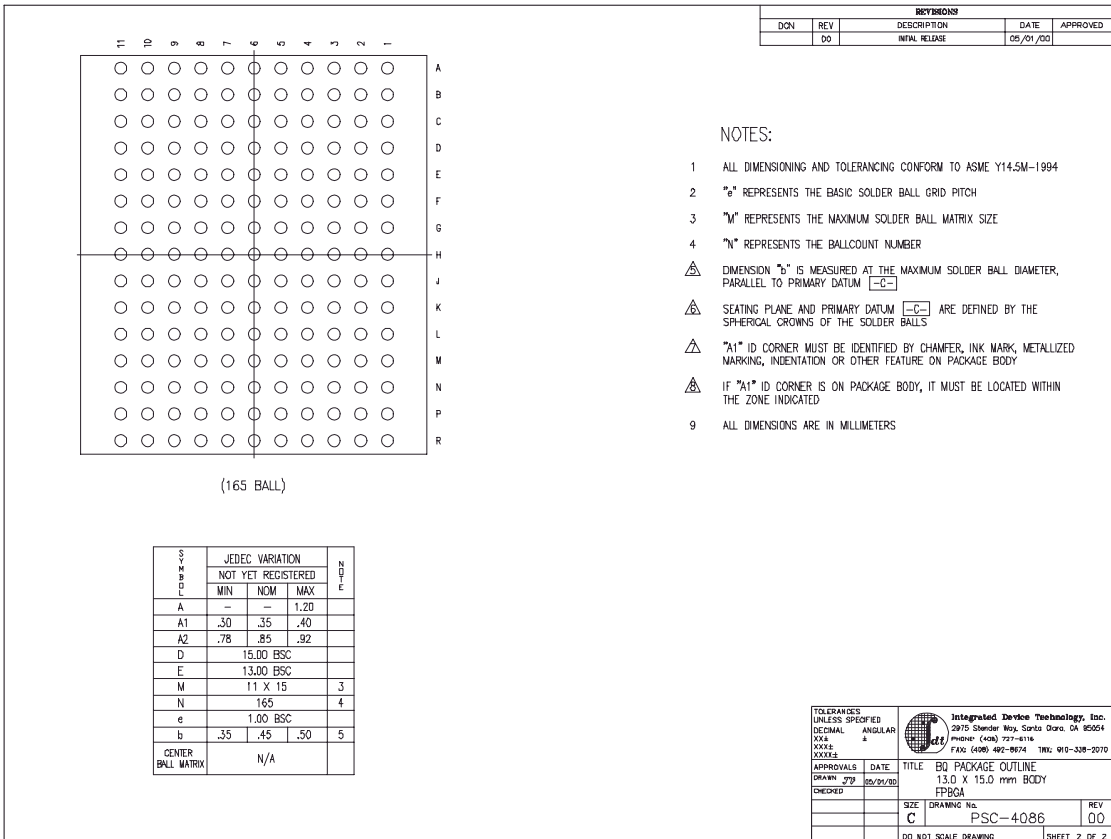 REVISIONS
DCN REV DESCRIPTION DATE APPROVED
00 INITIAL RELEASE 05/01/00
11 10 9 8 7 6 5 4 3 2 1
A
B
C
D
E
F
G
H
J
K
L
M
N
P
R
(165 BALL)
NOTES:
1 ALL DIMENSIONING AND TOLERANCING CONFORM TO ASME Y14.5M-1994
2 "e" REPRESENTS THE BASIC SOLDER BALL GRID PITCH
3 "M" REPRESENTS THE MAXIMUM SOLDER BALL MATRIX SIZE
4 "N" REPRESENTS THE BALLCOUNT NUMBER
5 DIMENSION "b" IS MEASURED AT THE MAXIMUM SOLDER BALL DIAMETER,
PARALLEL TO PRIMARY DATUM -C-
6 SEATING PLANE AND PRIMARY DATUM -C- ARE DEFINED BY THE
SPHERICAL CROWNS OF THE SOLDER BALLS
7 "A1" ID CORNER MUST BE IDENTIFIED BY CHAMFER, INK MARK, METALLIZED
MARKING, INDENTATION OR OTHER FEATURE ON PACKAGE BODY
8 IF "A1" ID CORNER IS ON PACKAGE BODY, IT MUST BE LOCATED WITHIN
THE ZONE INDICATED
9 ALL DIMENSIONS ARE IN MILLIMETERS
SYMBOL JEDEC VARIATION NOTE
NOT YET REGISTERED
MIN NOM MAX
A - - 1.20
A1 .30 .35 .40
A2 .78 .85 .92
D 15.00 BSC
E 13.00 BSC
M 11 X 15 3
N 165 4
e 1.00 BSC
b .35 .45 .50 5
CENTER
BALL MATRIX N/A
TOLERANCES
UNLESS SPECIFIED
DECIMAL ANGULAR
XX± ±
XXX±
XXXX±
idt
Integrated Device Technology, Inc.
2975 Stender Way, Santa Clara, CA 95054
PHONE: (408) 727-6116
FAX: (408) 492-8674 TWX: 910-338-2070
APPROVALS DATE
DRAWN 05/01/00
CHECKED
TITLE BQ PACKAGE OUTLINE
13.0 X 15.0 mm BODY
FPBGA
SIZE DRAWING No. REV
C PSC-4086 00
DO NOT SCALE DRAWING SHEET 2 OF 2